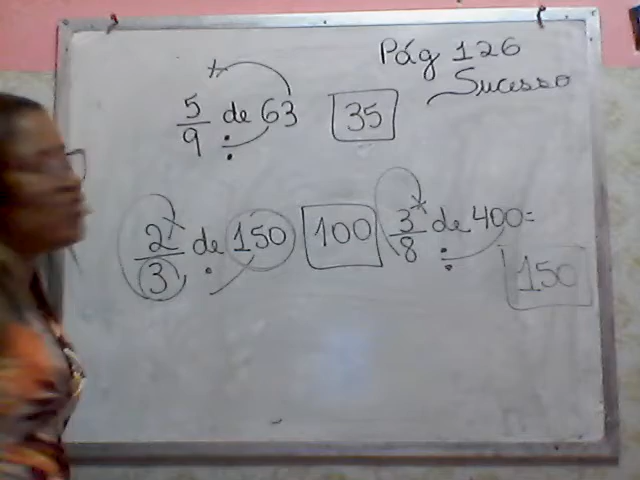 Pág 126
Sucesso
5/9 de 63 35
2/3 de 150 100
3/8 de 400=
150